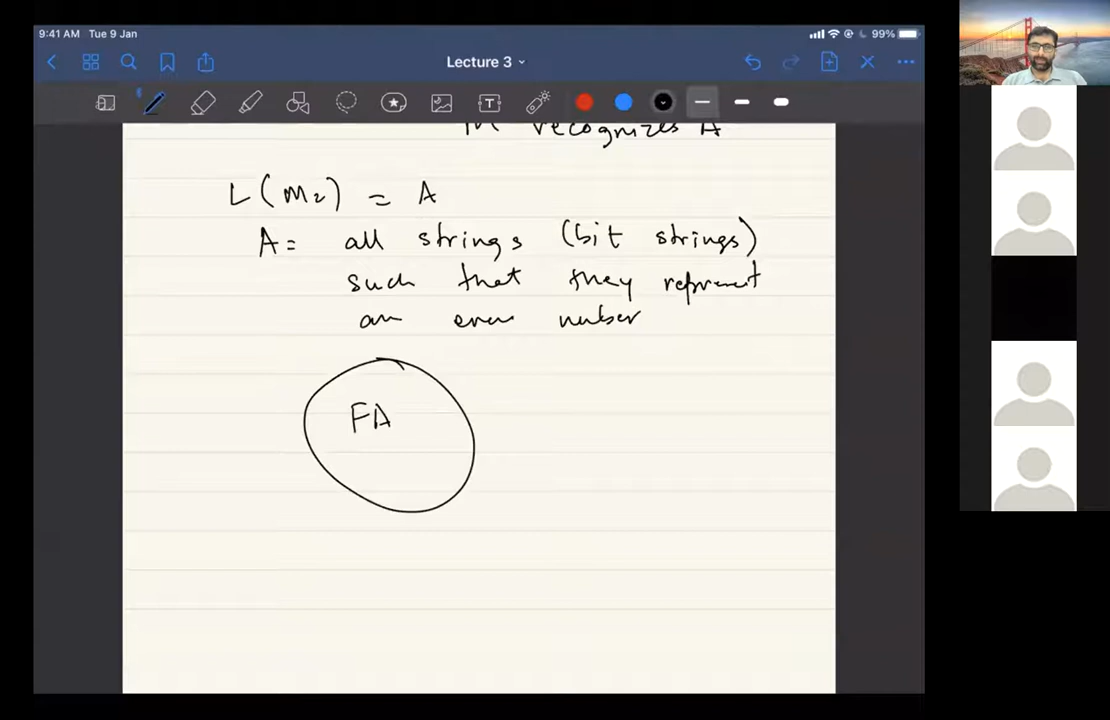 9:41 AM Tue 9 Jan
99%
Lecture 3
T
M recognizes A
L(M2) = A
A= all strings (bit strings)
such that they represent
an even number
FA